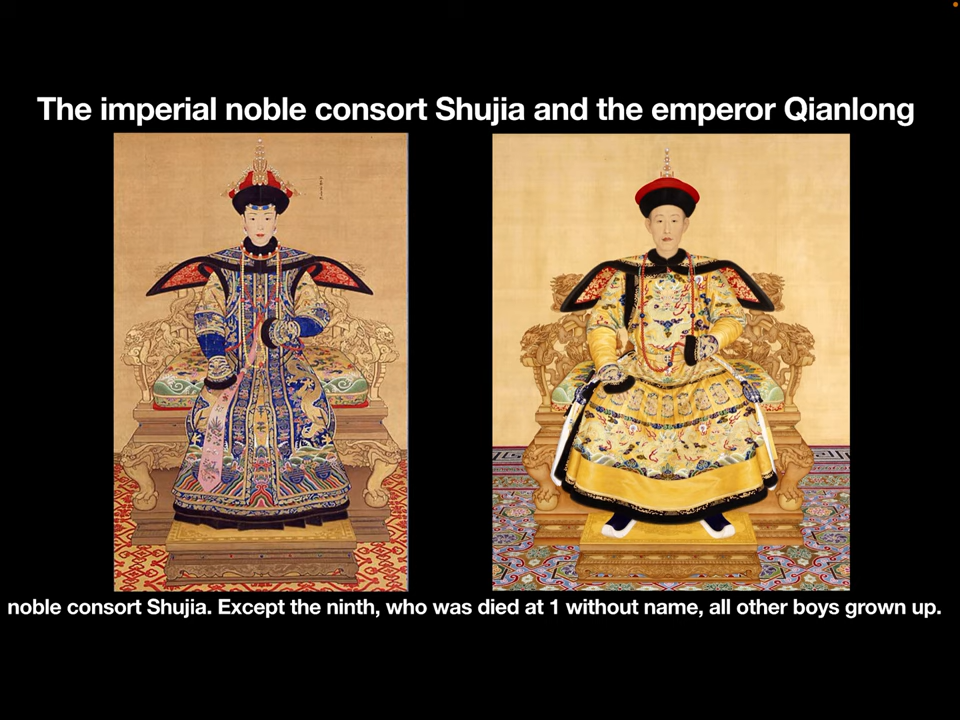 The imperial noble consort Shujia and the emperor Qianlong
noble consort Shujia. Except the ninth, who was died at 1 without name, all other boys grown up.